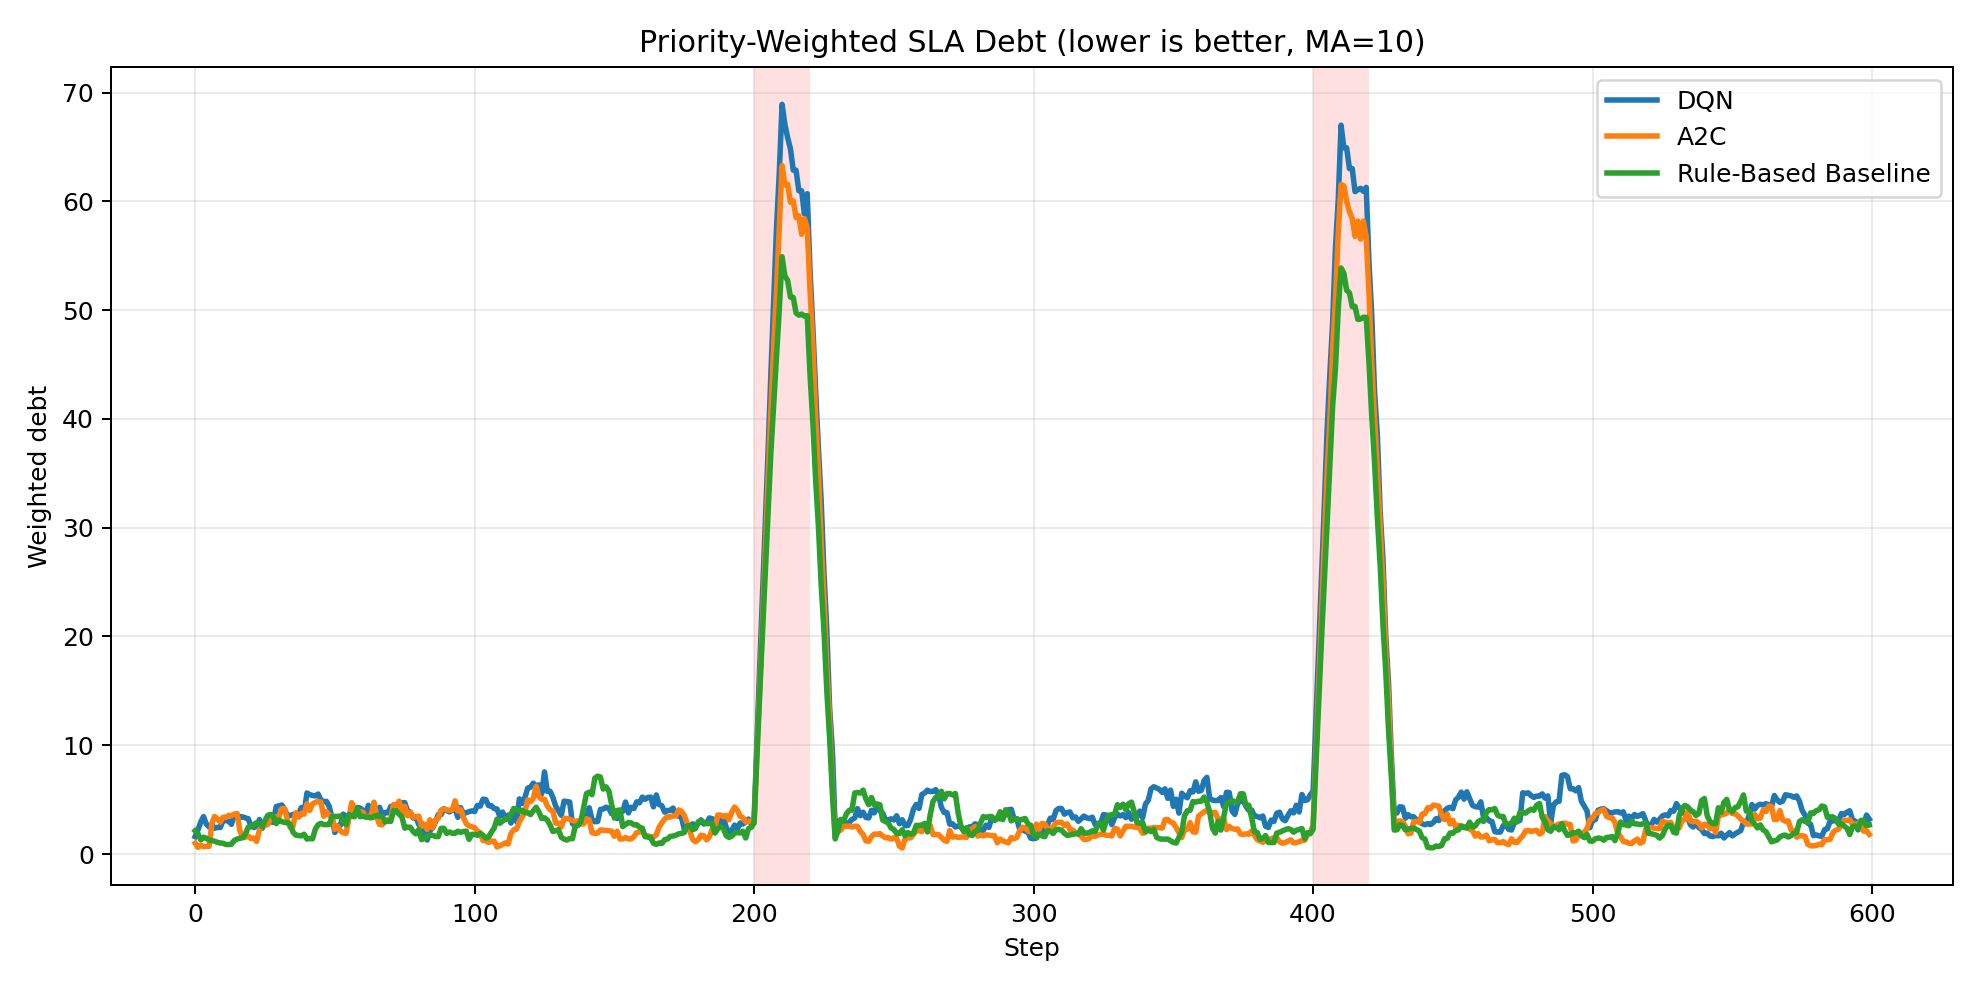 Priority-Weighted SLA Debt (lower is better, MA=10)
DQN
A2C
Rule-Based Baseline
Weighted debt
70
60
50
40
30
20
10
0
0 100 200 300 400 500 600
Step